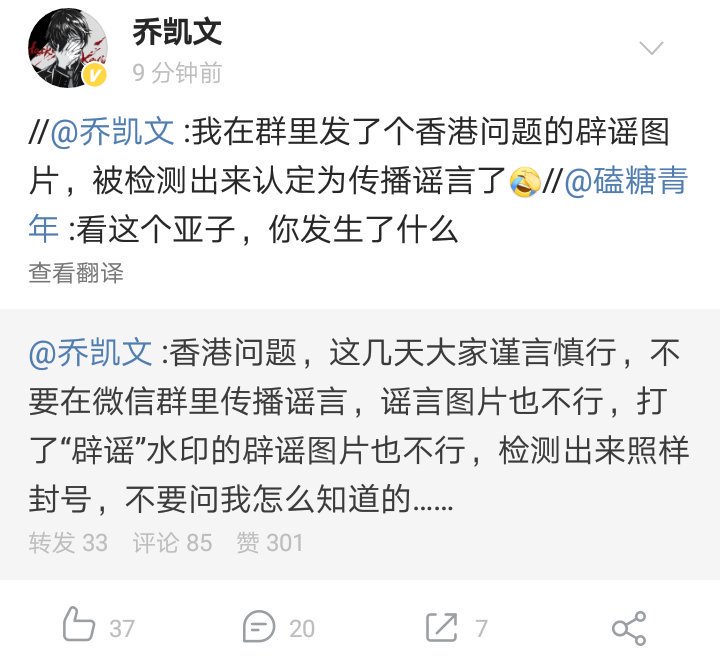 乔凯文
9 分钟前
//@乔凯文 :我在群里发了个香港问题的辟谣图
片，被检测出来认定为传播谣言了🤣//@磕糖青
年 :看这个亚子，你发生了什么
查看翻译
@乔凯文 :香港问题，这几天大家谨言慎行，不
要在微信群里传播谣言，谣言图片也不行，打
了“辟谣”水印的辟谣图片也不行，检测出来照样
封号，不要问我怎么知道的......
转发 33 评论 85 赞 301
37 20 7